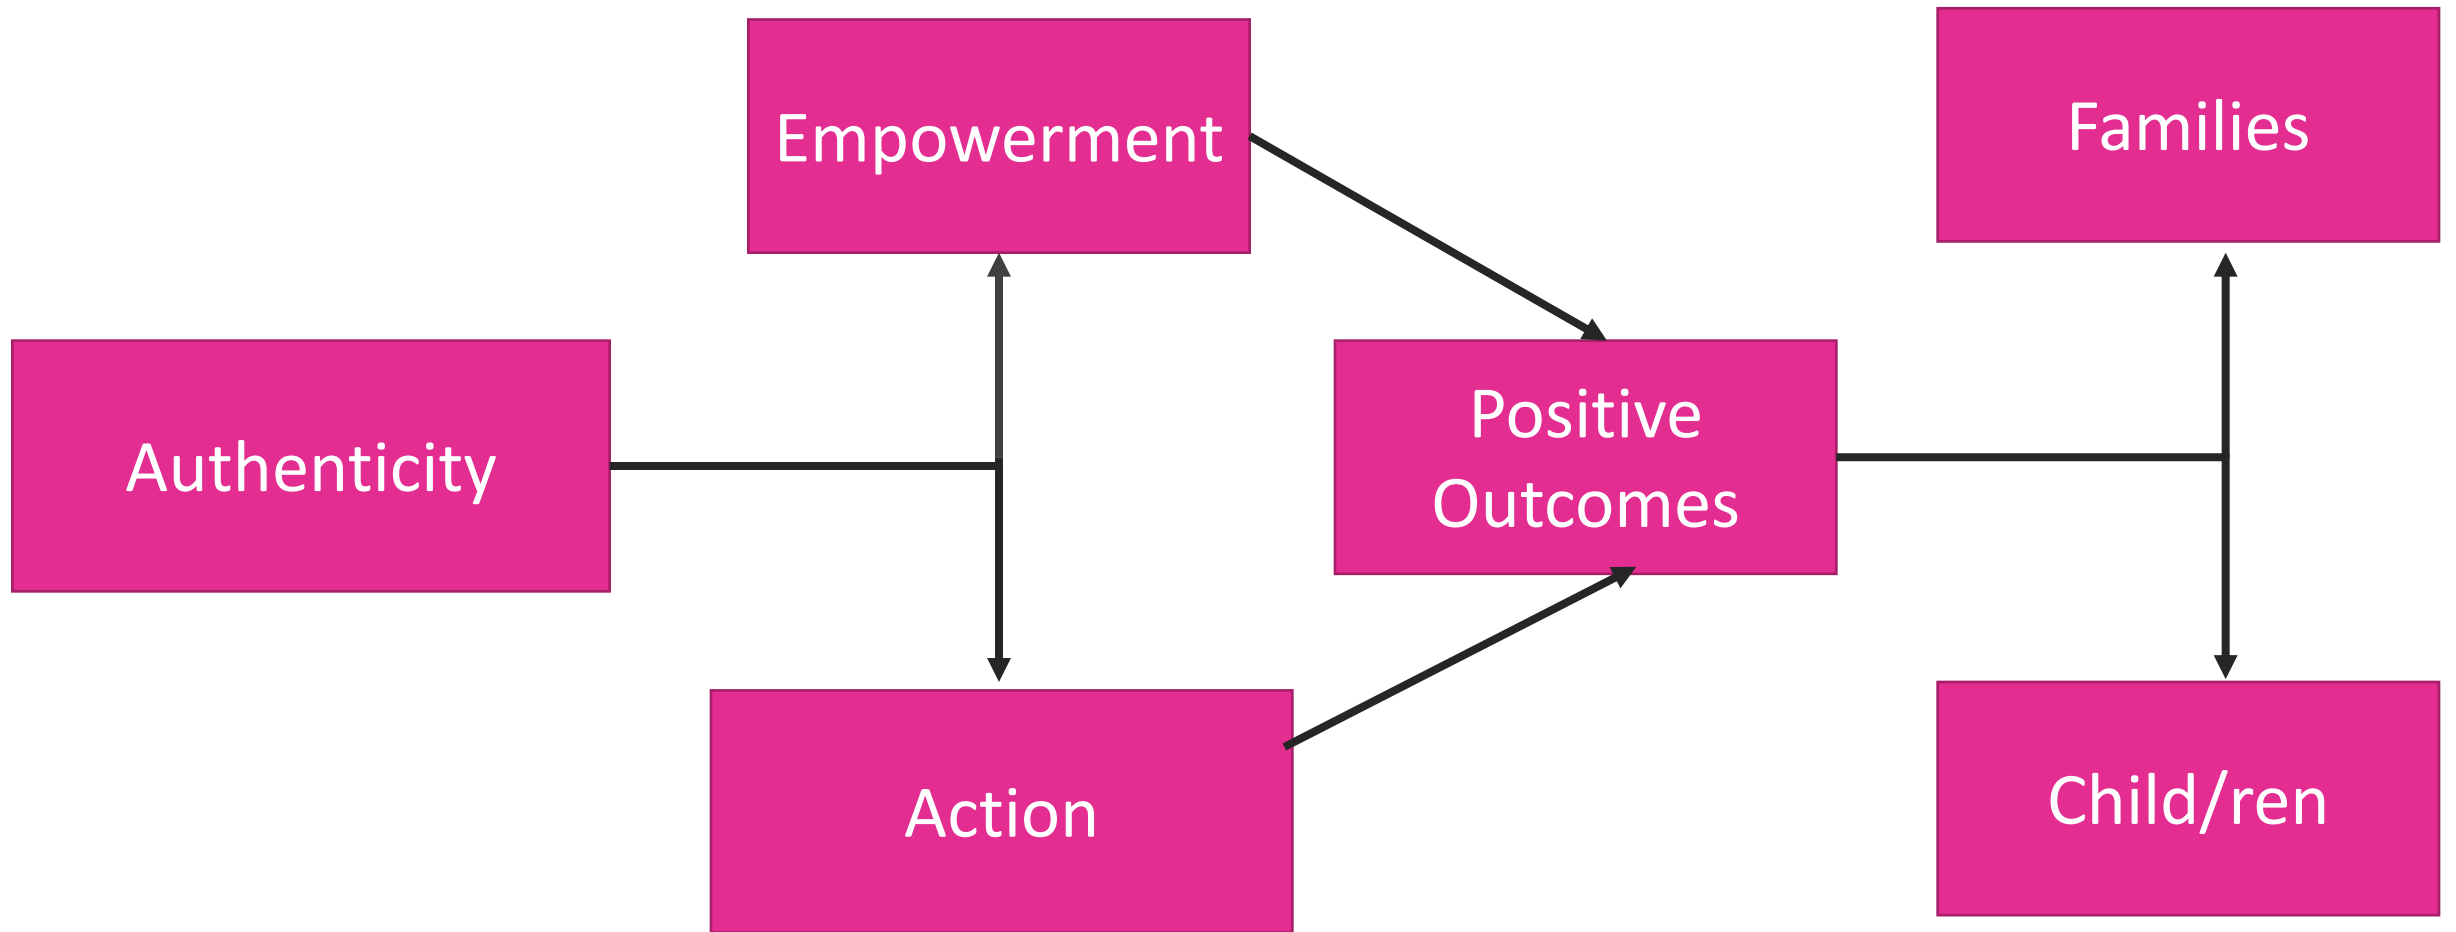 Authenticity
Empowerment
Action
Positive
Outcomes
Families
Child/ren